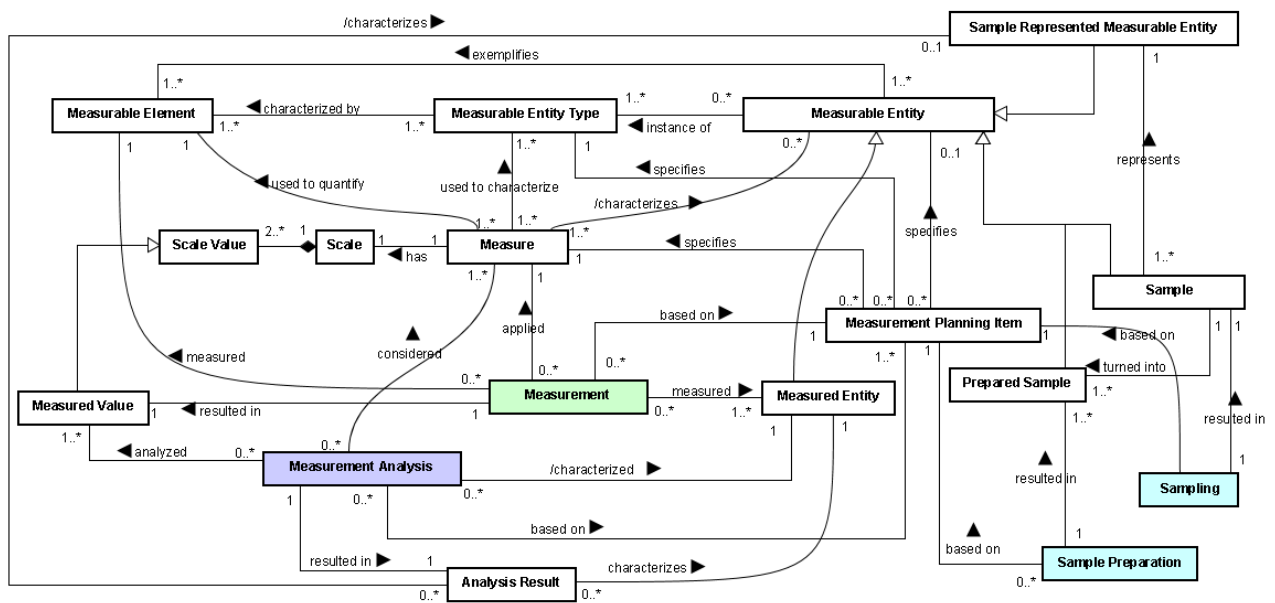 /characterizes ▶
Sample Represented Measurable Entity
0..1
1
◀ exemplifies
1..*
1..*
Measurable Element
◀ characterized by
Measurable Entity Type
1..*
0..*
Measurable Entity
1..*
1..*
◀ instance of
1
1
1..*
1
0..*
0..1
▲
represents
◀ used to quantify
▲
used to characterize
◀ specifies
/characterizes ▶
▲
specifies
1..*
1..*
1..*
2..*
1
1
1
1
1..*
Scale Value
Scale
◀ has
Measure
◀ specifies
Sample
1..*
1
0..*
0..*
0..*
1
1
▲
applied
based on ▶
Measurement Planning Item
1
1
◀ based on
▲
considered
◀ measured
0..*
0..*
0..*
1..*
1
◀ turned into
Prepared Sample
1..*
1..*
Measured Value
1
◀ resulted in
1
Measurement
measured ▶
0..*
1..*
Measured Entity
1
1
▲
resulted in
1..*
◀ analyzed
0..*
0..*
Measurement Analysis
/characterized ▶
0..*
1
0..*
▲
resulted in
1
Sampling
based on ▶
▲
based on
1
resulted in ▶
1
Analysis Result
characterizes ▶
0..*
0..*
Sample Preparation
0..*